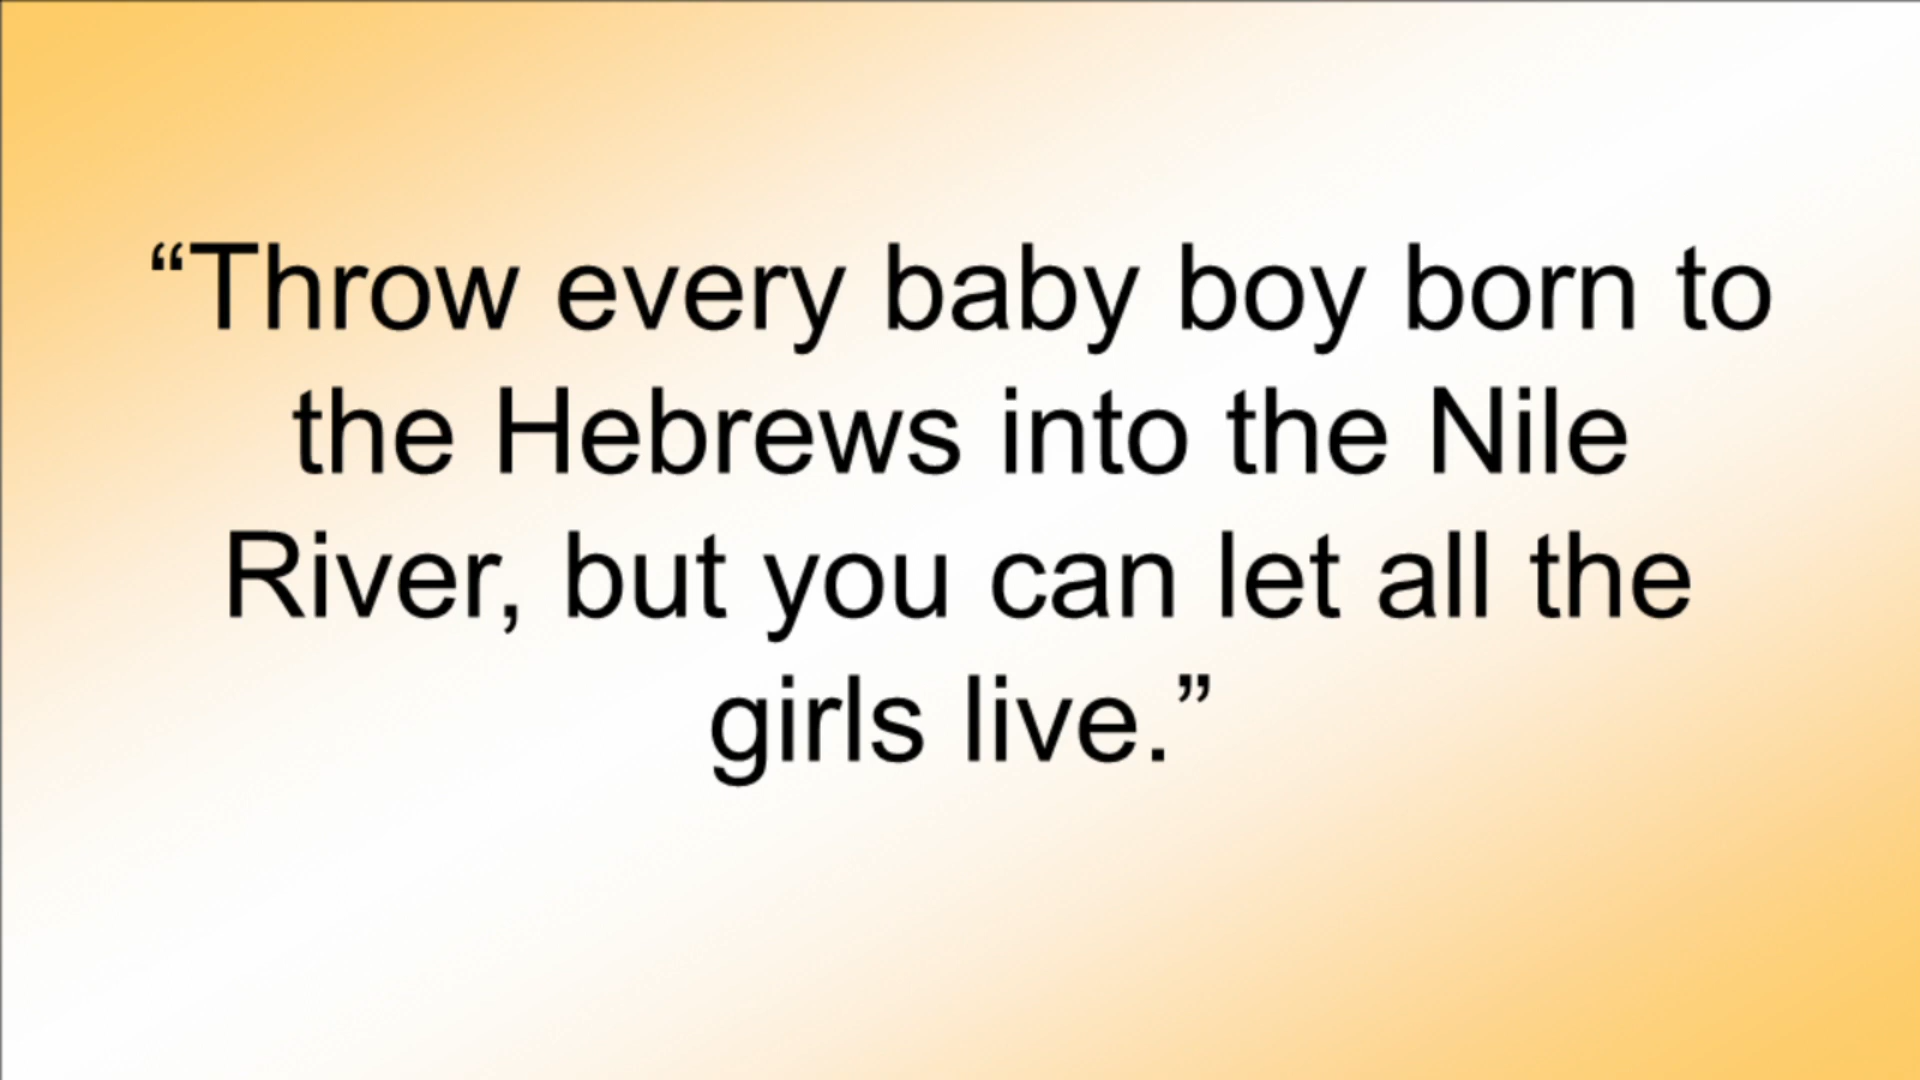 “Throw every baby boy born to
the Hebrews into the Nile
River, but you can let all the
girls live.”